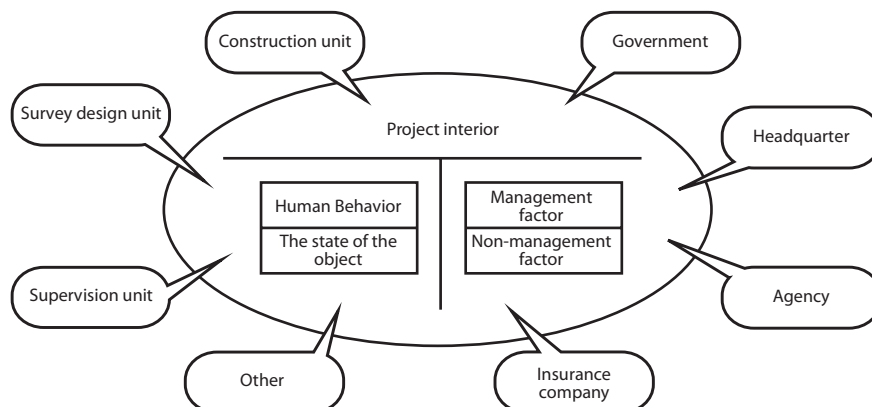 Construction unit
Government
Survey design unit
Project interior
Headquarter
Human Behavior
The state of the
object
Management
factor
Non-management
factor
Supervision unit
Agency
Other
Insurance
company